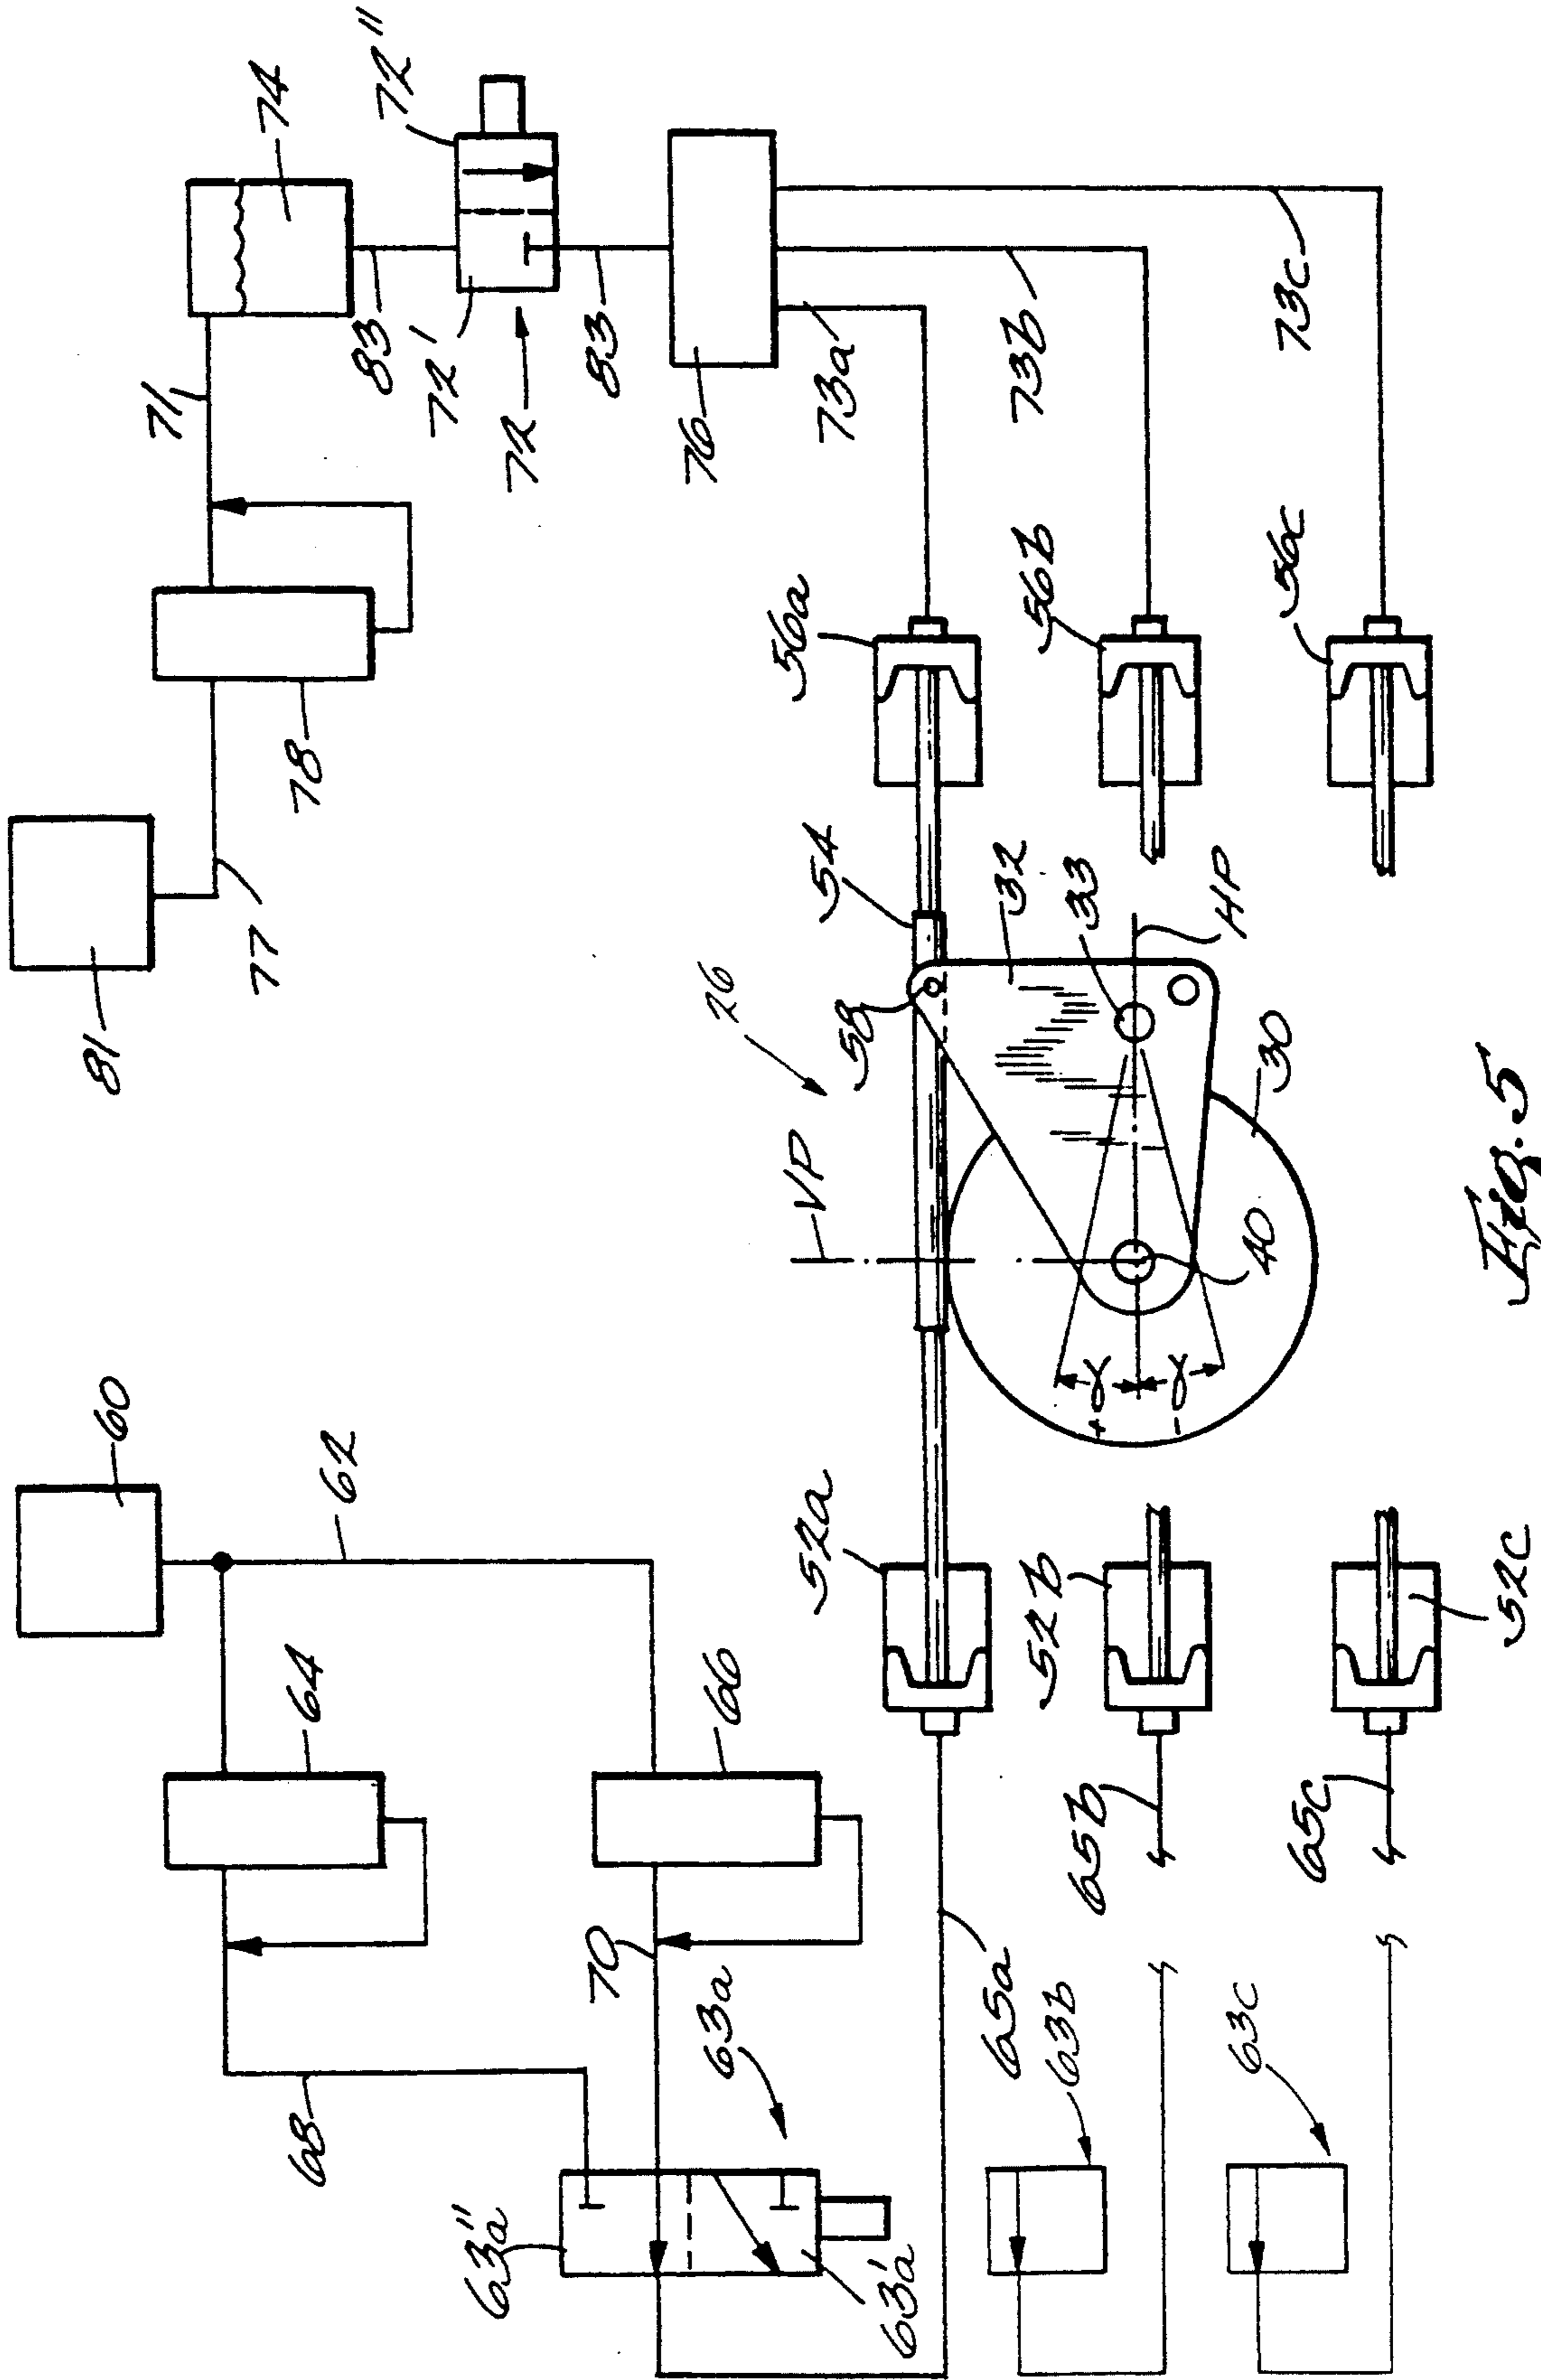 81
77
78
71
74
83
72'
72"
72
83
76
73a
73b
73c
56a
56b
56c
54
58
32
33
HP
26
VP
30
40
+γ
-γ
60
62
64
66
68
70
63a"
63a'
63a
65a
65b
65c
52a
52b
52c
63b
63c
Fig. 5